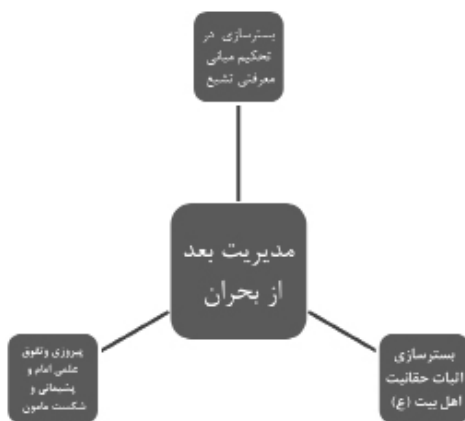 بسترسازی در
تحکیم مبانی
معرفتی تشیع
مدیریت بعد
از بحران
بسترسازی
اثبات حقانیت
اهل بیت (ع)
پیروزی وتفوق
علمی امام و
پشیمانی و
شکست مامون